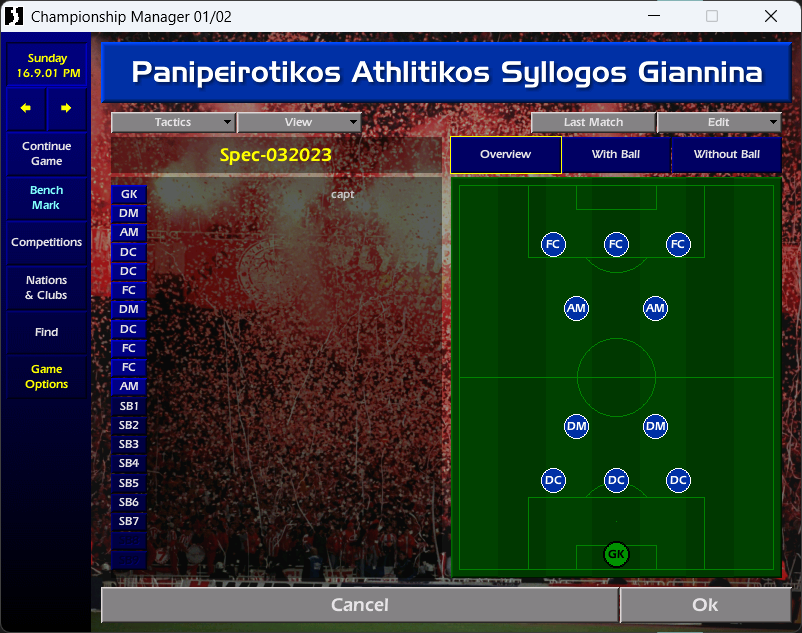 Championship Manager 01/02
Sunday
16.9.01 PM
Continue
Game
Bench
Mark
Competitions
Nations
& Clubs
Find
Game
Options
Panipeirotikos Athlitikos Syllogos Giannina
Tactics View Last Match Edit
Spec-032023
Overview With Ball Without Ball
GK capt
DM
AM
DC
DC
FC
DM
DC
FC
FC
AM
SB1
SB2
SB3
SB4
SB5
SB6
SB7
FC FC FC
AM AM
DM DM
DC DC DC
GK
Cancel Ok